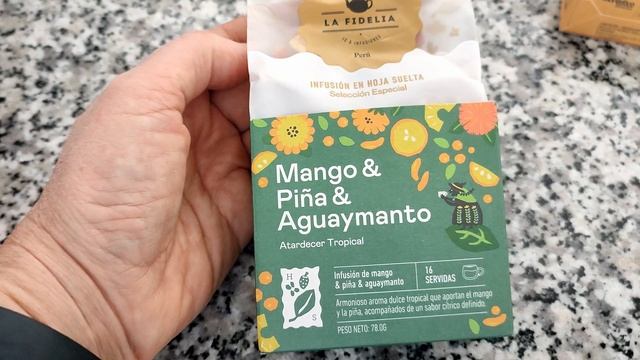 LA FIDELIA
TÉ & INFUSIONES
Perú
INFUSIÓN EN HOJA SUELTA
Selección Especial
Mango &
Piña &
Aguaymanto
Atardecer Tropical
H
S
Infusión de mango
& piña & aguaymanto
16
SERVIDAS
Armonioso aroma dulce tropical que aportan el mango
y la piña, acompañados de un sabor cítrico definido.
PESO NETO: 78.0G